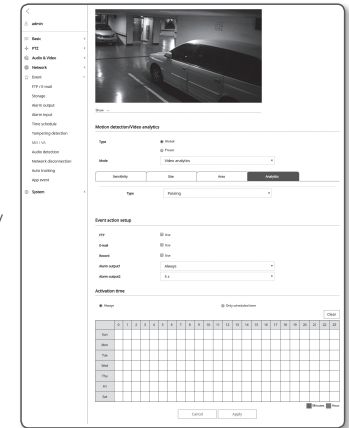 admin
Basic
PTZ
Audio & Video
Network
Event
FTP / E-mail
Storage
Alarm output
Alarm input
Time schedule
Tampering detection
MD / VA
Audio detection
Network disconnection
Auto tracking
App event
System
Show
Motion detection/Video analytics
Type
Global
Preset
Mode
Video analytics
Sensitivity
Size
Area
Analytics
Type
Passing
Event action setup
FTP
Use
E-mail
Use
Record
Use
Alarm output1
Always
Alarm output2
5 s
Activation time
Always
Only scheduled time
Clear
0 1 2 3 4 5 6 7 8 9 10 11 12 13 14 15 16 17 18 19 20 21 22 23
Sun
Mon
Tue
Wed
Thu
Fri
Sat
Minutes
Hour
Cancel
Apply
y